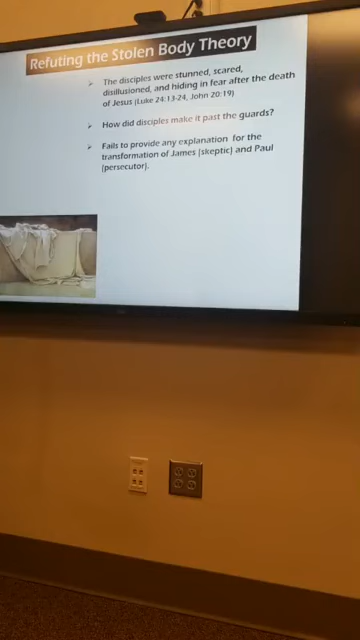 Refuting the Stolen Body Theory
The disciples were stunned, scared,
disillusioned, and hiding in fear after the death
of Jesus (Luke 24:13-24, John 20:19)
How did disciples make it past the guards?
Fails to provide any explanation for the
transformation of James (skeptic) and Paul
(persecutor).